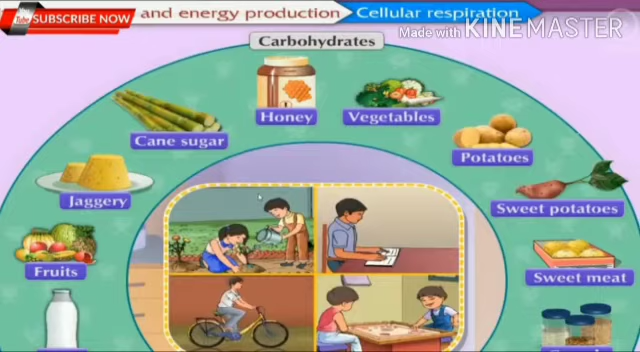 SUBSCRIBE NOW
and energy production
Cellular respiration
Made with KINEMASTER
Carbohydrates
Honey
Vegetables
Cane sugar
Potatoes
Jaggery
Sweet potatoes
Fruits
Sweet meat